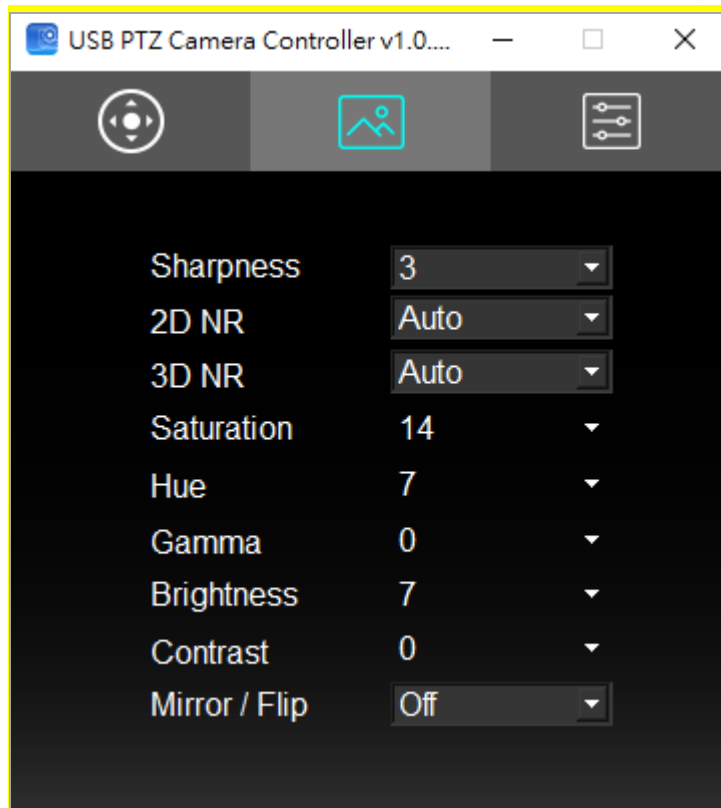 USB PTZ Camera Controller v1.0....
Sharpness 3
2D NR Auto
3D NR Auto
Saturation 14
Hue 7
Gamma 0
Brightness 7
Contrast 0
Mirror / Flip Off